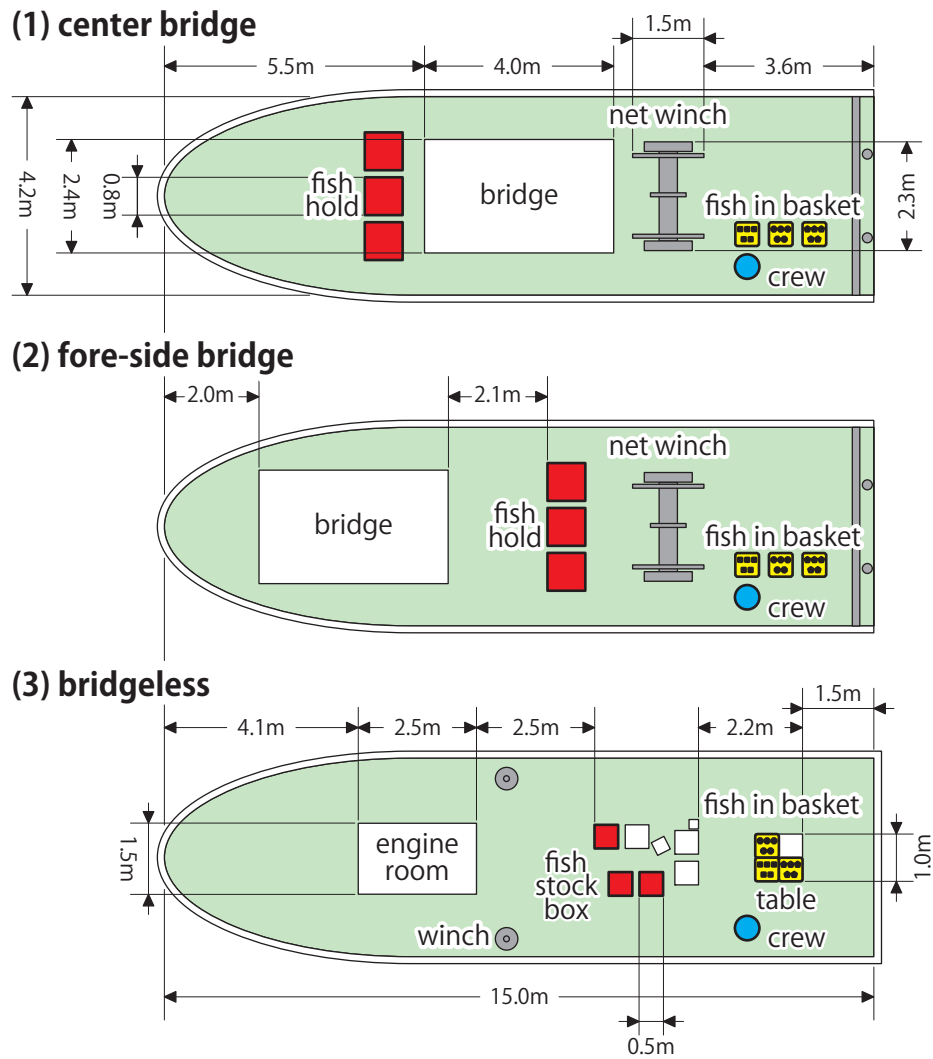 (1) center bridge
1.5m
5.5m
4.0m
3.6m
net winch
4.2m
2.4m
0.8m
fish
hold
bridge
fish in basket
2.3m
crew
(2) fore-side bridge
2.0m
2.1m
net winch
bridge
fish
hold
fish in basket
crew
(3) bridgeless
1.5m
4.1m
2.5m
2.5m
2.2m
fish in basket
1.5m
engine
room
fish
stock
box
1.0m
table
winch
crew
15.0m
0.5m